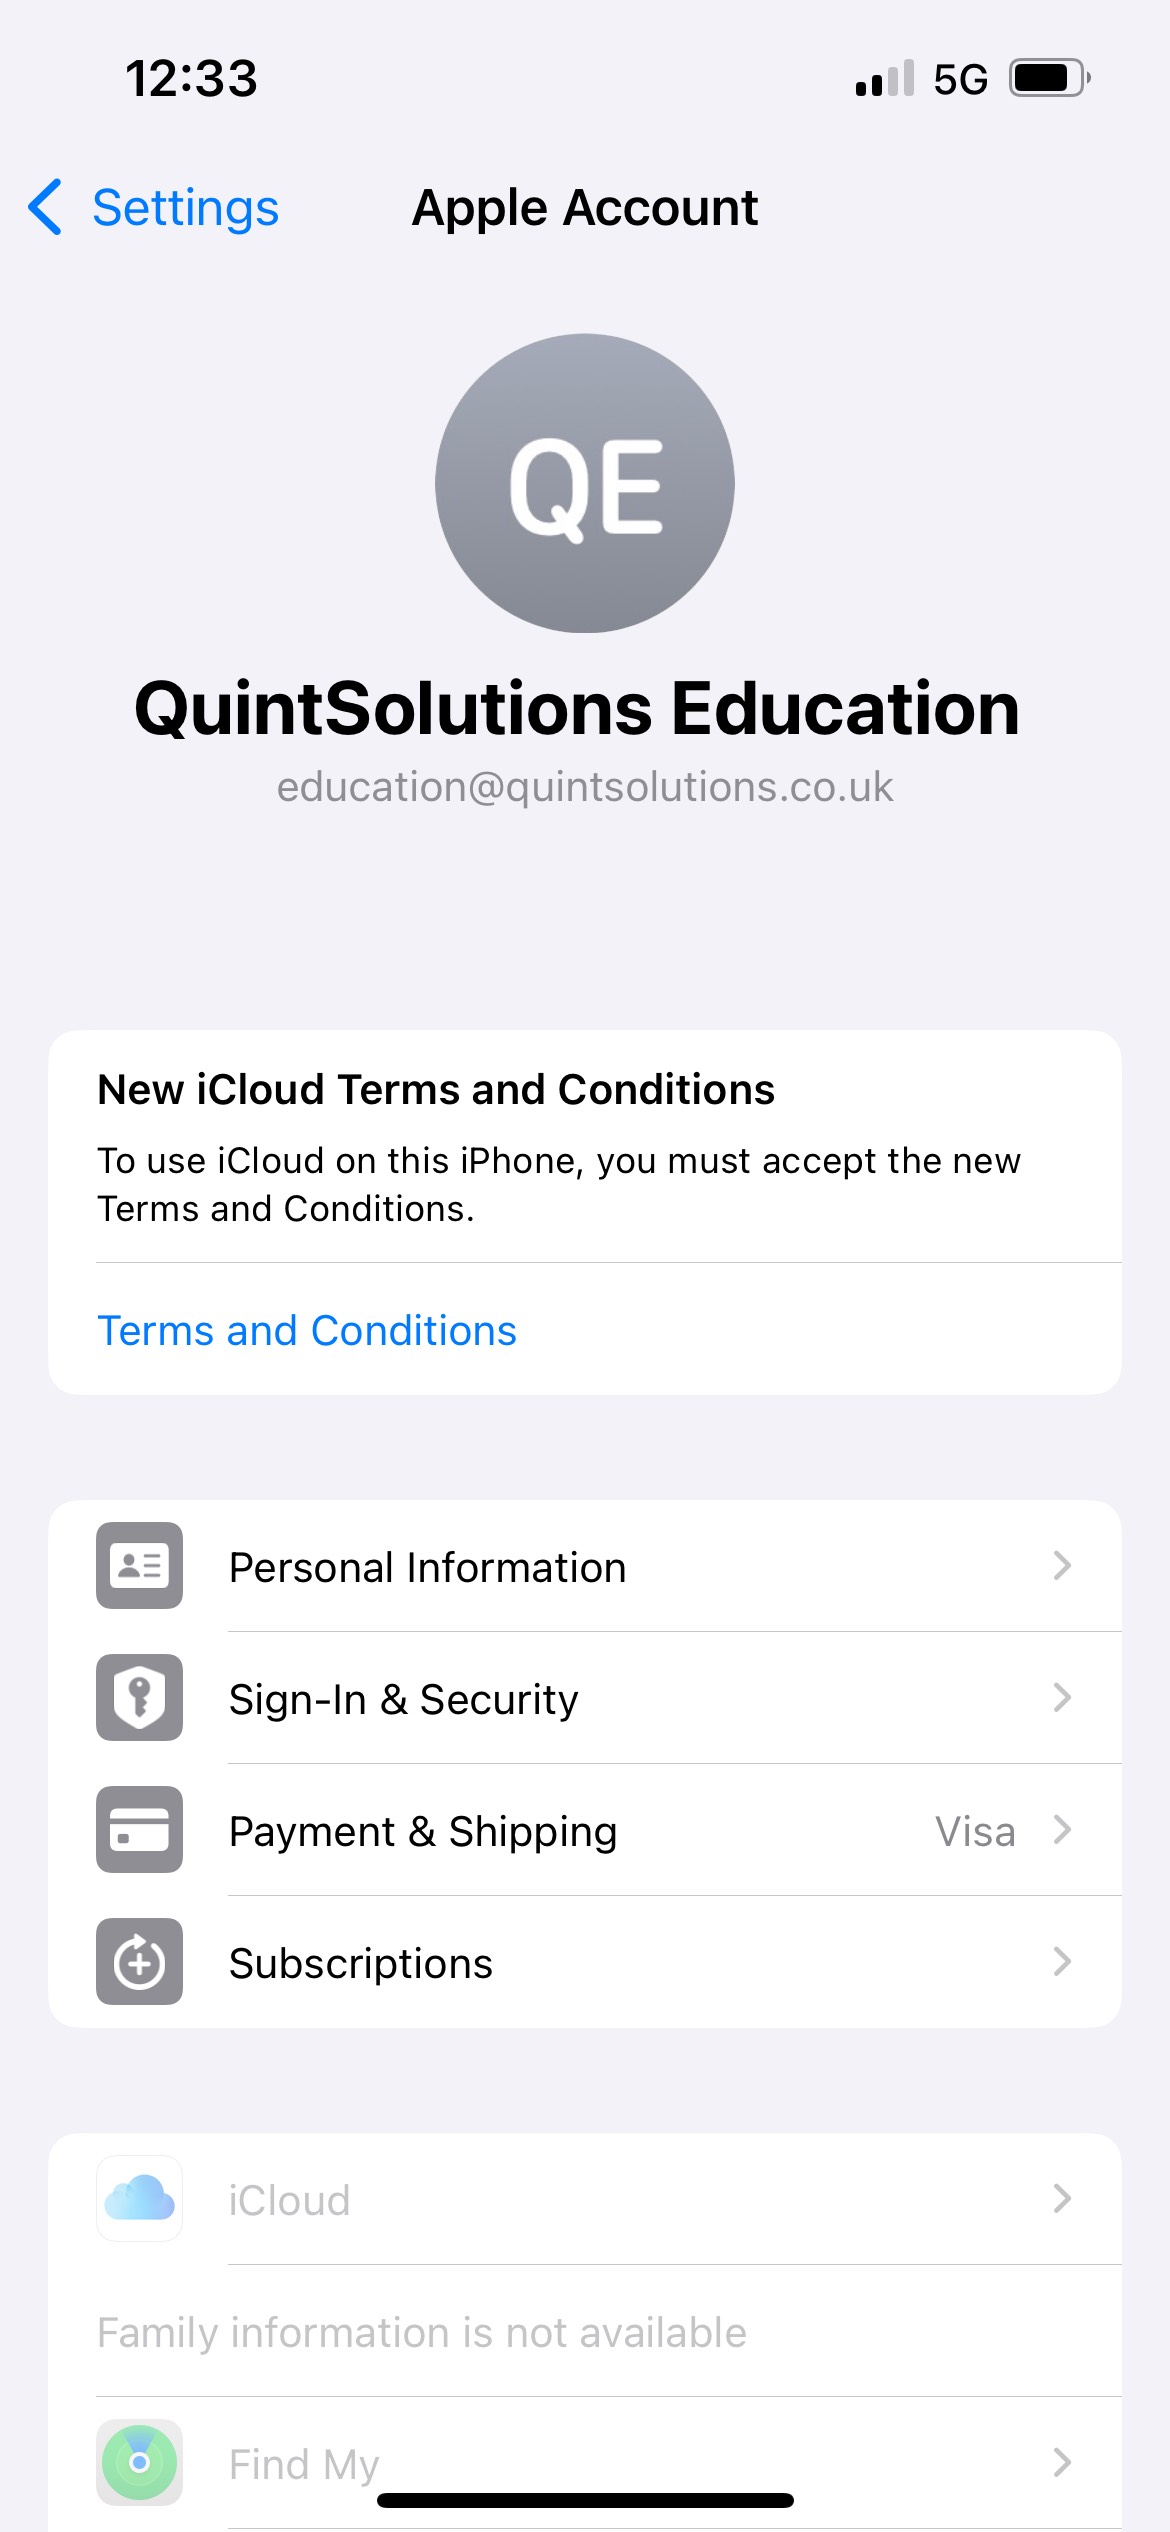 12:33
5G
Settings
Apple Account
QE
QuintSolutions Education
education@quintsolutions.co.uk
New iCloud Terms and Conditions
To use iCloud on this iPhone, you must accept the new
Terms and Conditions.
Terms and Conditions
Personal Information
Sign-In & Security
Payment & Shipping
Visa
Subscriptions
iCloud
Family information is not available
Find My